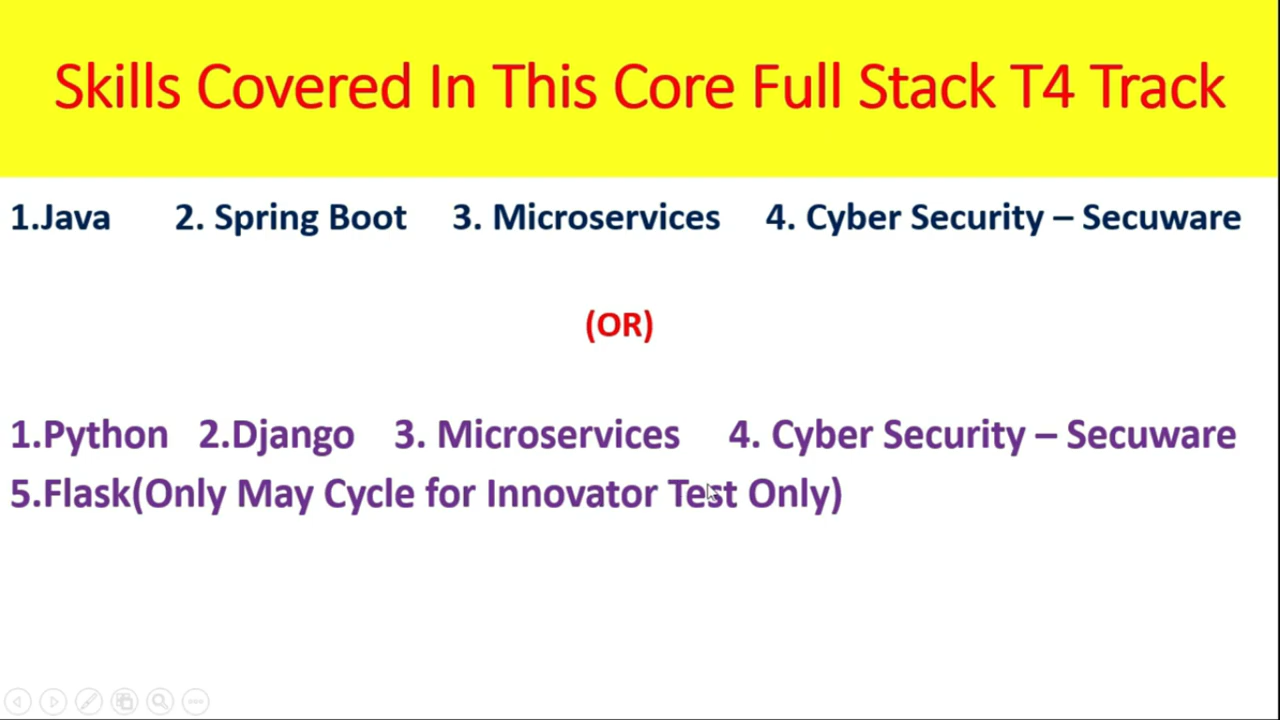 Skills Covered In This Core Full Stack T4 Track
1.Java 2. Spring Boot 3. Microservices 4. Cyber Security – Secuware
(OR)
1.Python 2.Django 3. Microservices 4. Cyber Security – Secuware
5.Flask(Only May Cycle for Innovator Test Only)